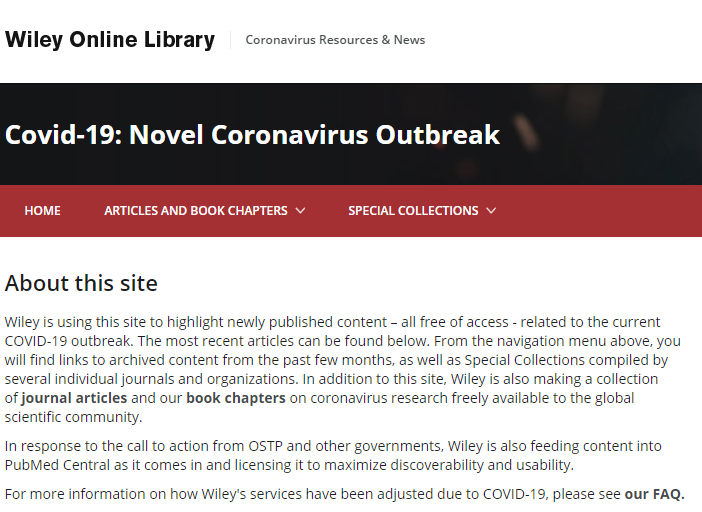 Wiley Online Library
Coronavirus Resources & News
Covid-19: Novel Coronavirus Outbreak
HOME ARTICLES AND BOOK CHAPTERS SPECIAL COLLECTIONS
About this site
Wiley is using this site to highlight newly published content – all free of access - related to the current
COVID-19 outbreak. The most recent articles can be found below. From the navigation menu above, you
will find links to archived content from the past few months, as well as Special Collections compiled by
several individual journals and organizations. In addition to this site, Wiley is also making a collection
of journal articles and our book chapters on coronavirus research freely available to the global
scientific community.
In response to the call to action from OSTP and other governments, Wiley is also feeding content into
PubMed Central as it comes in and licensing it to maximize discoverability and usability.
For more information on how Wiley's services have been adjusted due to COVID-19, please see our FAQ.